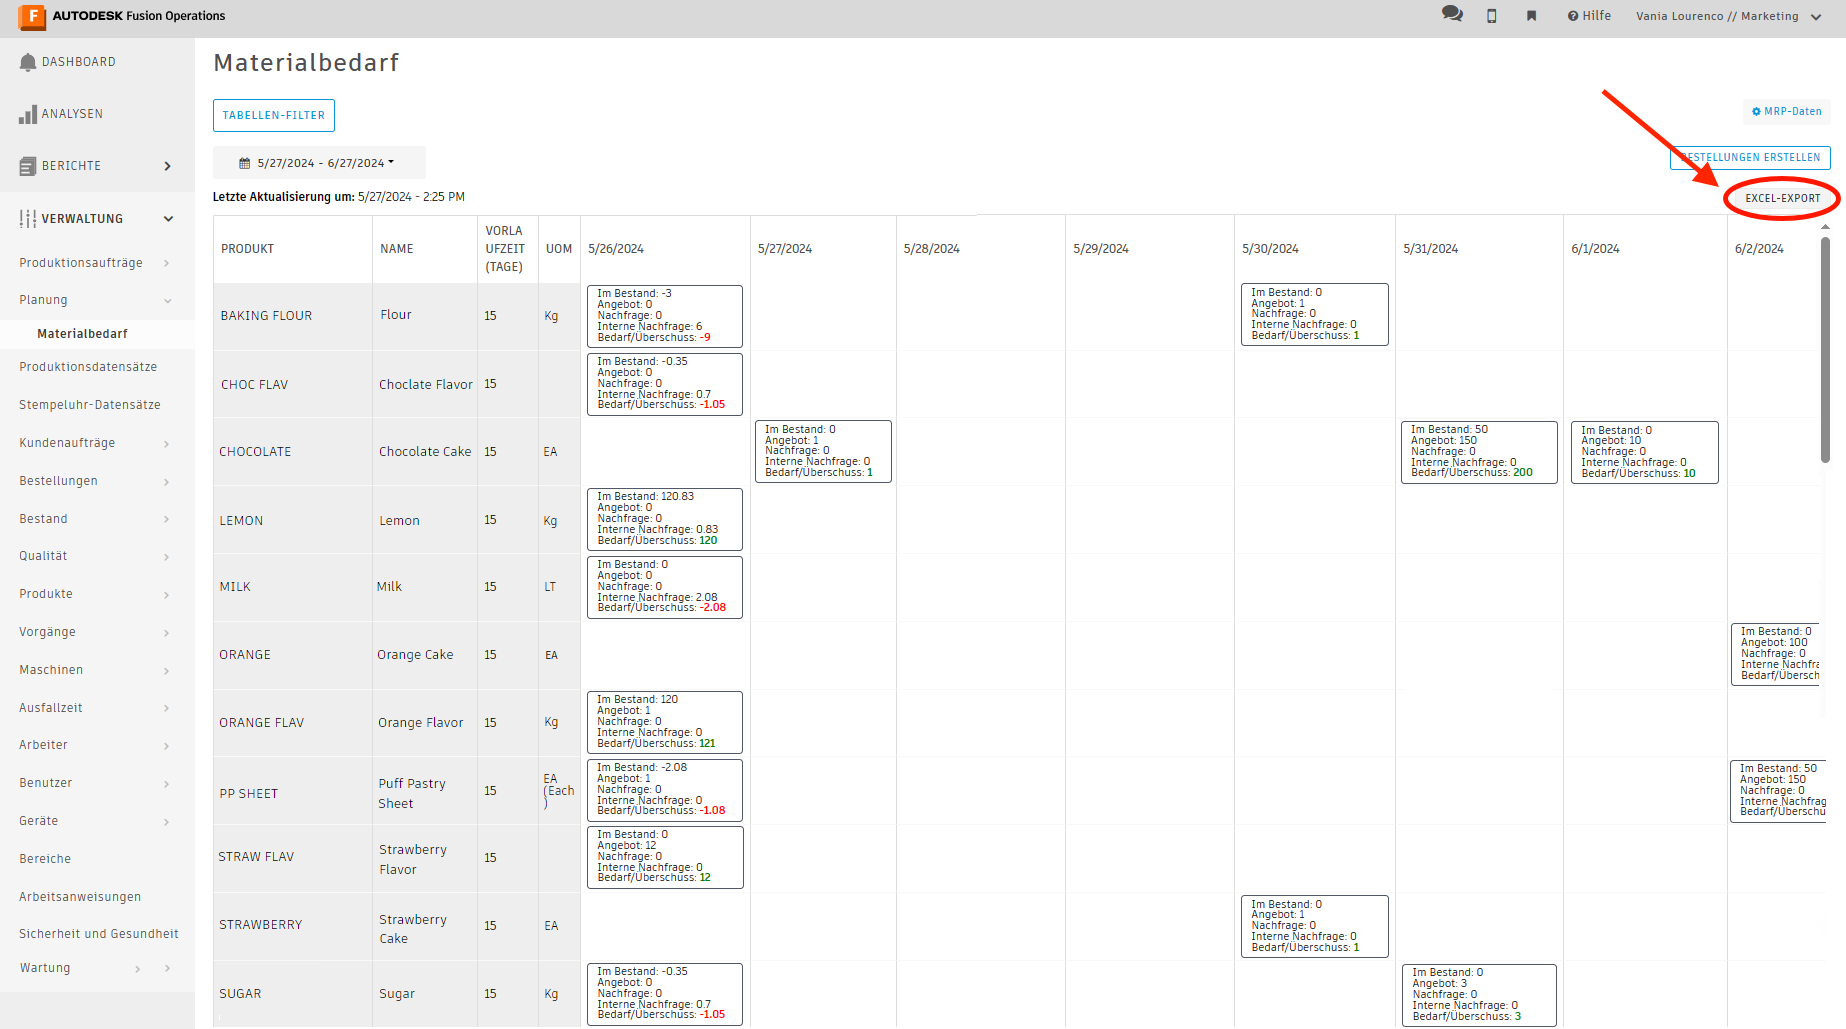 AUTODESK Fusion Operations
Hilfe
Vania Lourenco // Marketing
DASHBOARD
ANALYSEN
BERICHTE
VERWALTUNG
Produktionsaufträge
Planung
Materialbedarf
Produktionsdatensätze
Stempeluhr-Datensätze
Kundenaufträge
Bestellungen
Bestand
Qualität
Produkte
Vorgänge
Maschinen
Ausfallzeit
Arbeiter
Benutzer
Geräte
Bereiche
Arbeitsanweisungen
Sicherheit und Gesundheit
Wartung
Materialbedarf
TABELLEN-FILTER
MRP-Daten
5/27/2024 - 6/27/2024
BESTELLUNGEN ERSTELLEN
Letzte Aktualisierung um: 5/27/2024 - 2:25 PM
EXCEL-EXPORT
PRODUKT
NAME
VORLA
UFZEIT
(TAGE)
UOM
5/26/2024
5/27/2024
5/28/2024
5/29/2024
5/30/2024
5/31/2024
6/1/2024
6/2/2024
BAKING FLOUR
Flour
15
Kg
Im Bestand: -3
Angebot: 0
Nachfrage: 0
Interne Nachfrage: 6
Bedarf/Überschuss: -9
Im Bestand: 0
Angebot: 1
Nachfrage: 0
Interne Nachfrage: 0
Bedarf/Überschuss: 1
CHOC FLAV
Choclate Flavor
15
Im Bestand: -0.35
Angebot: 0
Nachfrage: 0
Interne Nachfrage: 0.7
Bedarf/Überschuss: -1.05
CHOCOLATE
Chocolate Cake
15
EA
Im Bestand: 0
Angebot: 1
Nachfrage: 0
Interne Nachfrage: 0
Bedarf/Überschuss: 1
Im Bestand: 50
Angebot: 150
Nachfrage: 0
Interne Nachfrage: 0
Bedarf/Überschuss: 200
Im Bestand: 0
Angebot: 10
Nachfrage: 0
Interne Nachfrage: 0
Bedarf/Überschuss: 10
LEMON
Lemon
15
Kg
Im Bestand: 120.83
Angebot: 0
Nachfrage: 0
Interne Nachfrage: 0.83
Bedarf/Überschuss: 120
MILK
Milk
15
LT
Im Bestand: 0
Angebot: 0
Nachfrage: 0
Interne Nachfrage: 2.08
Bedarf/Überschuss: -2.08
ORANGE
Orange Cake
15
EA
Im Bestand: 0
Angebot: 100
Nachfrage: 0
Interne Nachfra
Bedarf/Übersch
ORANGE FLAV
Orange Flavor
15
Kg
Im Bestand: 120
Angebot: 1
Nachfrage: 0
Interne Nachfrage: 0
Bedarf/Überschuss: 121
PP SHEET
Puff Pastry
Sheet
15
EA
(Each
)
Im Bestand: -2.08
Angebot: 1
Nachfrage: 0
Interne Nachfrage: 0
Bedarf/Überschuss: -1.08
Im Bestand: 50
Angebot: 150
Nachfrage: 0
Interne Nachfrag
Bedarf/Überschu
STRAW FLAV
Strawberry
Flavor
15
Im Bestand: 0
Angebot: 12
Nachfrage: 0
Interne Nachfrage: 0
Bedarf/Überschuss: 12
STRAWBERRY
Strawberry
Cake
15
EA
Im Bestand: 0
Angebot: 1
Nachfrage: 0
Interne Nachfrage: 0
Bedarf/Überschuss: 1
SUGAR
Sugar
15
Kg
Im Bestand: -0.35
Angebot: 0
Nachfrage: 0
Interne Nachfrage: 0.7
Bedarf/Überschuss: -1.05
Im Bestand: 0
Angebot: 3
Nachfrage: 0
Interne Nachfrage: 0
Bedarf/Überschuss: 3